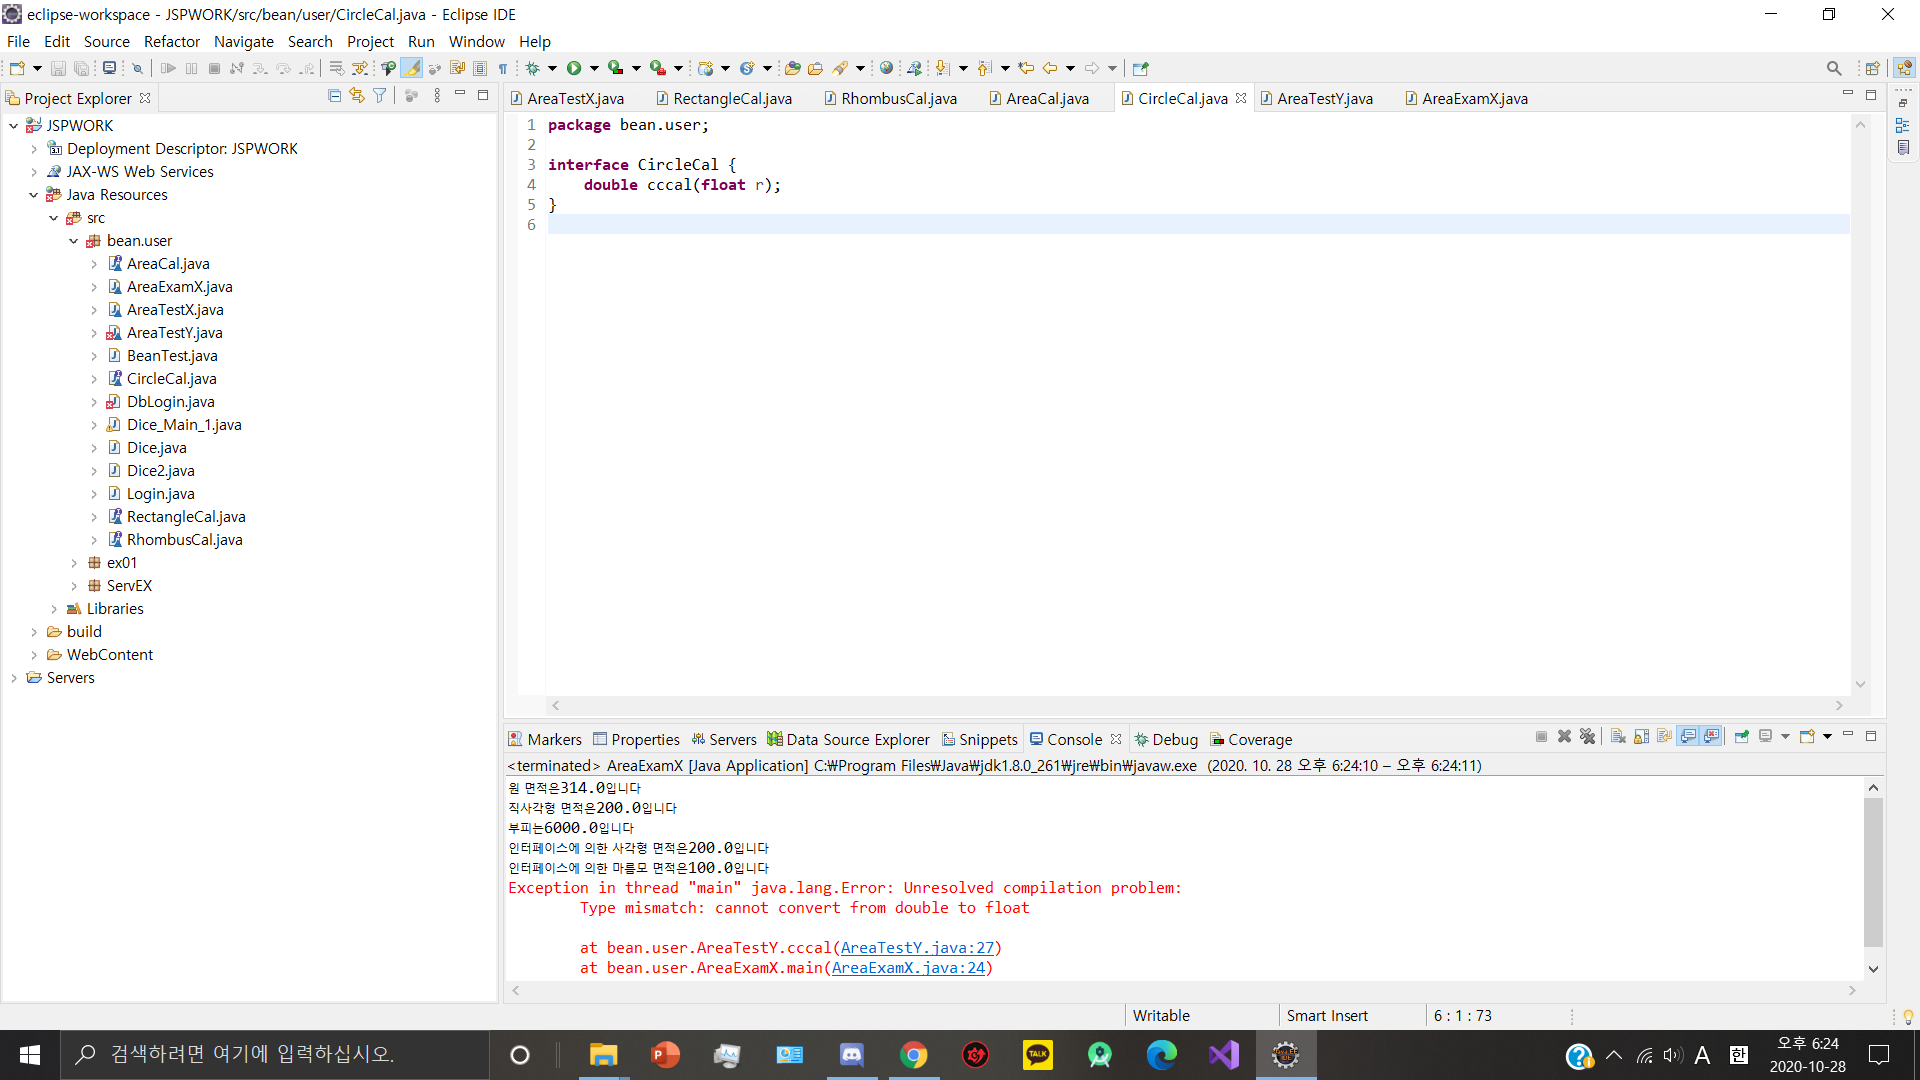 eclipse-workspace - JSPWORK/src/bean/user/CircleCal.java - Eclipse IDE
File Edit Source Refactor Navigate Search Project Run Window Help
Project Explorer
JSPWORK
Deployment Descriptor: JSPWORK
JAX-WS Web Services
Java Resources
src
bean.user
AreaCal.java
AreaExamX.java
AreaTestX.java
AreaTestY.java
BeanTest.java
CircleCal.java
DbLogin.java
Dice_Main_1.java
Dice.java
Dice2.java
Login.java
RectangleCal.java
RhombusCal.java
ex01
ServEX
Libraries
build
WebContent
Servers
AreaTestX.java RectangleCal.java RhombusCal.java AreaCal.java CircleCal.java AreaTestY.java AreaExamX.java
1 package bean.user;
2
3 interface CircleCal {
4 double cccal(float r);
5 }
6
Markers Properties Servers Data Source Explorer Snippets Console Debug Coverage
<terminated> AreaExamX [Java Application] C:₩Program Files₩Java₩jdk1.8.0_261₩jre₩bin₩javaw.exe (2020. 10. 28 오후 6:24:10 – 오후 6:24:11)
원 면적은314.0입니다
직사각형 면적은200.0입니다
부피는6000.0입니다
인터페이스에 의한 사각형 면적은200.0입니다
인터페이스에 의한 마름모 면적은100.0입니다
Exception in thread "main" java.lang.Error: Unresolved compilation problem:
Type mismatch: cannot convert from double to float
at bean.user.AreaTestY.cccal(AreaTestY.java:27)
at bean.user.AreaExamX.main(AreaExamX.java:24)
Writable Smart Insert 6 : 1 : 73
검색하려면 여기에 입력하십시오.
TALK
A 한 오후 6:24
2020-10-28